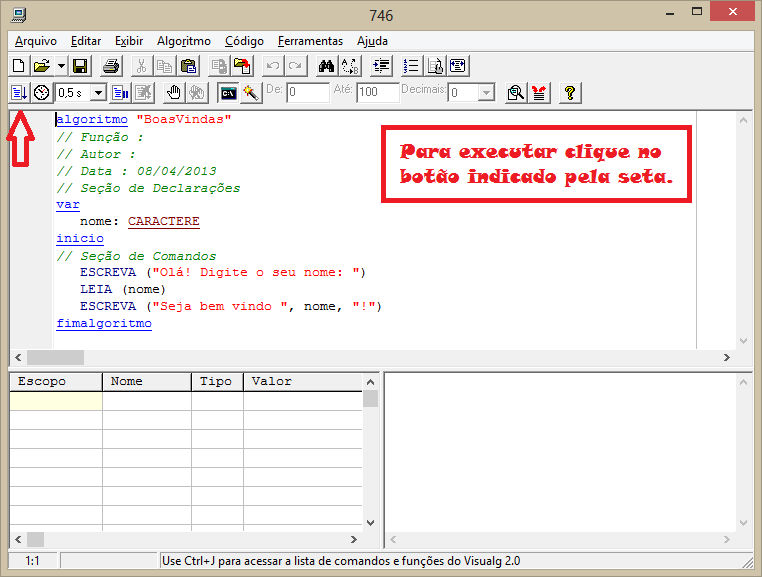 746
Arquivo Editar Exibir Algoritmo Código Ferramentas Ajuda
0,5 s C:\ De: 0 Até: 100 Decimais: 0
algoritmo "BoasVindas"
// Função :
// Autor :
// Data : 08/04/2013
// Seção de Declarações
var
nome: CARACTERE
inicio
// Seção de Comandos
ESCREVA ("Olá! Digite o seu nome: ")
LEIA (nome)
ESCREVA ("Seja bem vindo ", nome, "!")
fimalgoritmo
Para executar clique no
botão indicado pela seta.
Escopo Nome Tipo Valor
1:1 Use Ctrl+J para acessar a lista de comandos e funções do Visualg 2.0